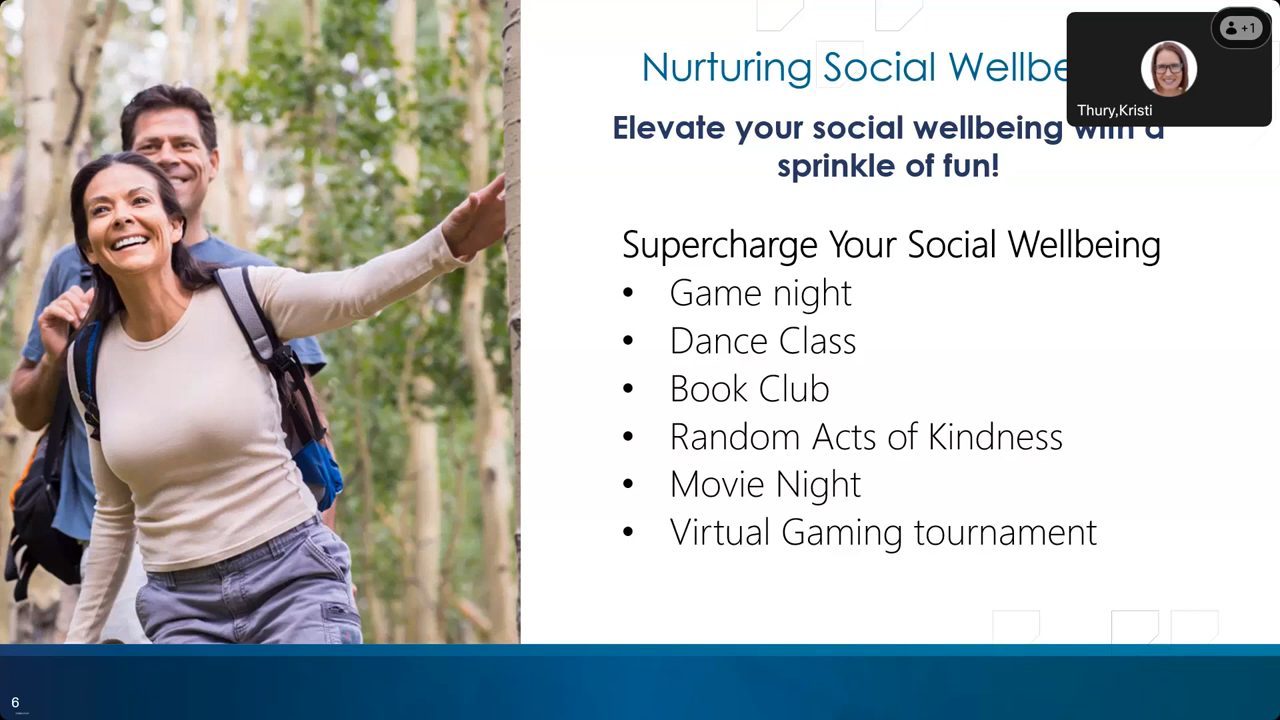 Nurturing Social Wellbe
+1
Thury,Kristi
Elevate your social wellbeing with a
sprinkle of fun!
Supercharge Your Social Wellbeing
• Game night
• Dance Class
• Book Club
• Random Acts of Kindness
• Movie Night
• Virtual Gaming tournament
6